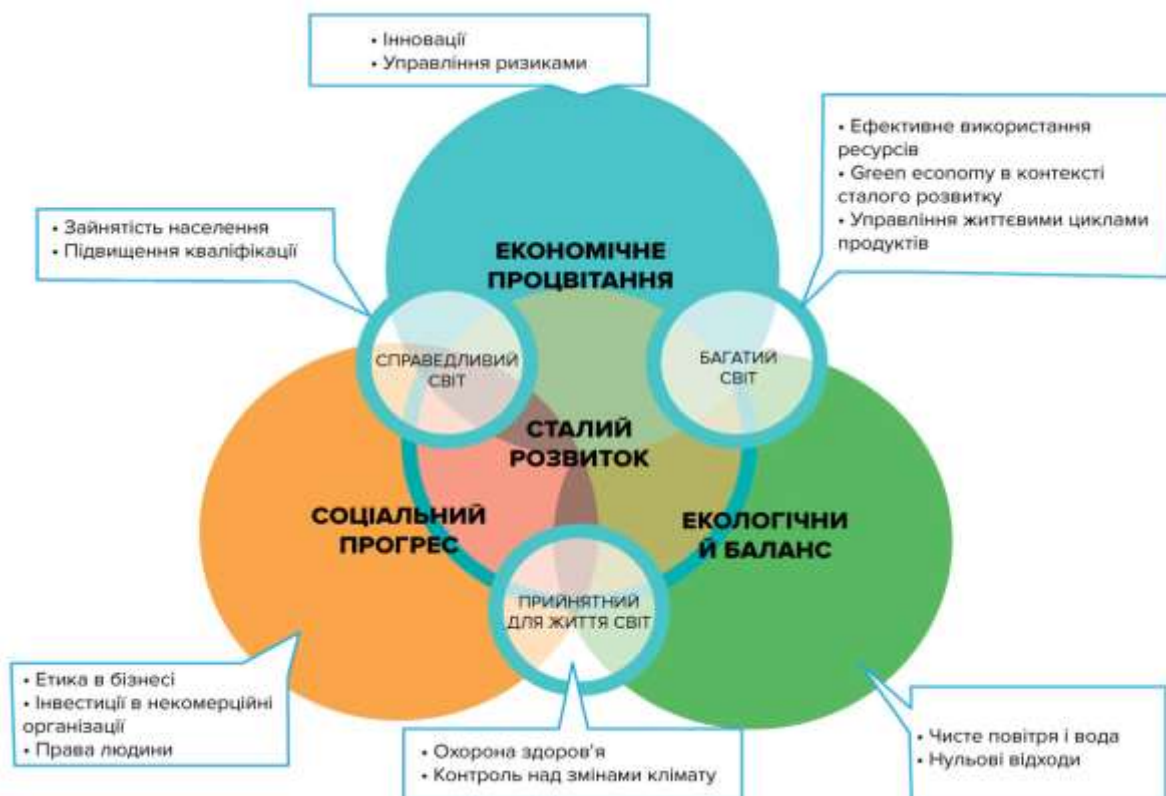 • Інновації
• Управління ризиками
• Ефективне використання
ресурсів
• Green economy в контексті
сталого розвитку
• Управління життєвими циклами
продуктів
• Зайнятість населення
• Підвищення кваліфікації
ЕКОНОМІЧНЕ
ПРОЦВІТАННЯ
СПРАВЕДЛИВИЙ
СВІТ
БАГАТИЙ
СВІТ
СТАЛИЙ
РОЗВИТОК
СОЦІАЛЬНИЙ
ПРОГРЕС
ЕКОЛОГІЧНИ
Й БАЛАНС
ПРИЙНЯТНИЙ
ДЛЯ ЖИТТЯ СВІТ
• Етика в бізнесі
• Інвестиції в некомерційні
організації
• Права людини
• Охорона здоров'я
• Контроль над змінами клімату
• Чисте повітря і вода
• Нульові відходи